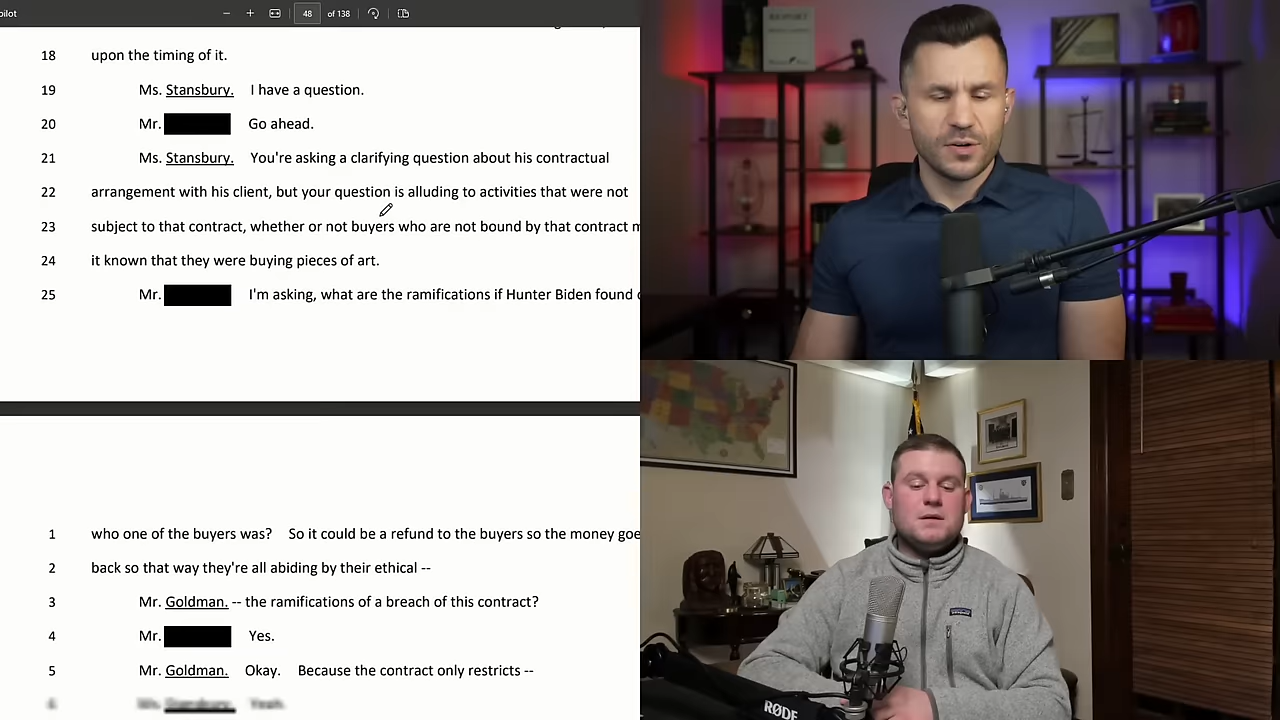 pilot
48 of 138
18 upon the timing of it.
19 Ms. Stansbury. I have a question.
20 Mr. Go ahead.
21 Ms. Stansbury. You're asking a clarifying question about his contractual
22 arrangement with his client, but your question is alluding to activities that were not
23 subject to that contract, whether or not buyers who are not bound by that contract m
24 it known that they were buying pieces of art.
25 Mr. I'm asking, what are the ramifications if Hunter Biden found
1 who one of the buyers was? So it could be a refund to the buyers so the money goe
2 back so that way they're all abiding by their ethical --
3 Mr. Goldman. -- the ramifications of a breach of this contract?
4 Mr. Yes.
5 Mr. Goldman. Okay. Because the contract only restricts --
6 Ms. Stansbury. Yeah.
REPORT
RØDE